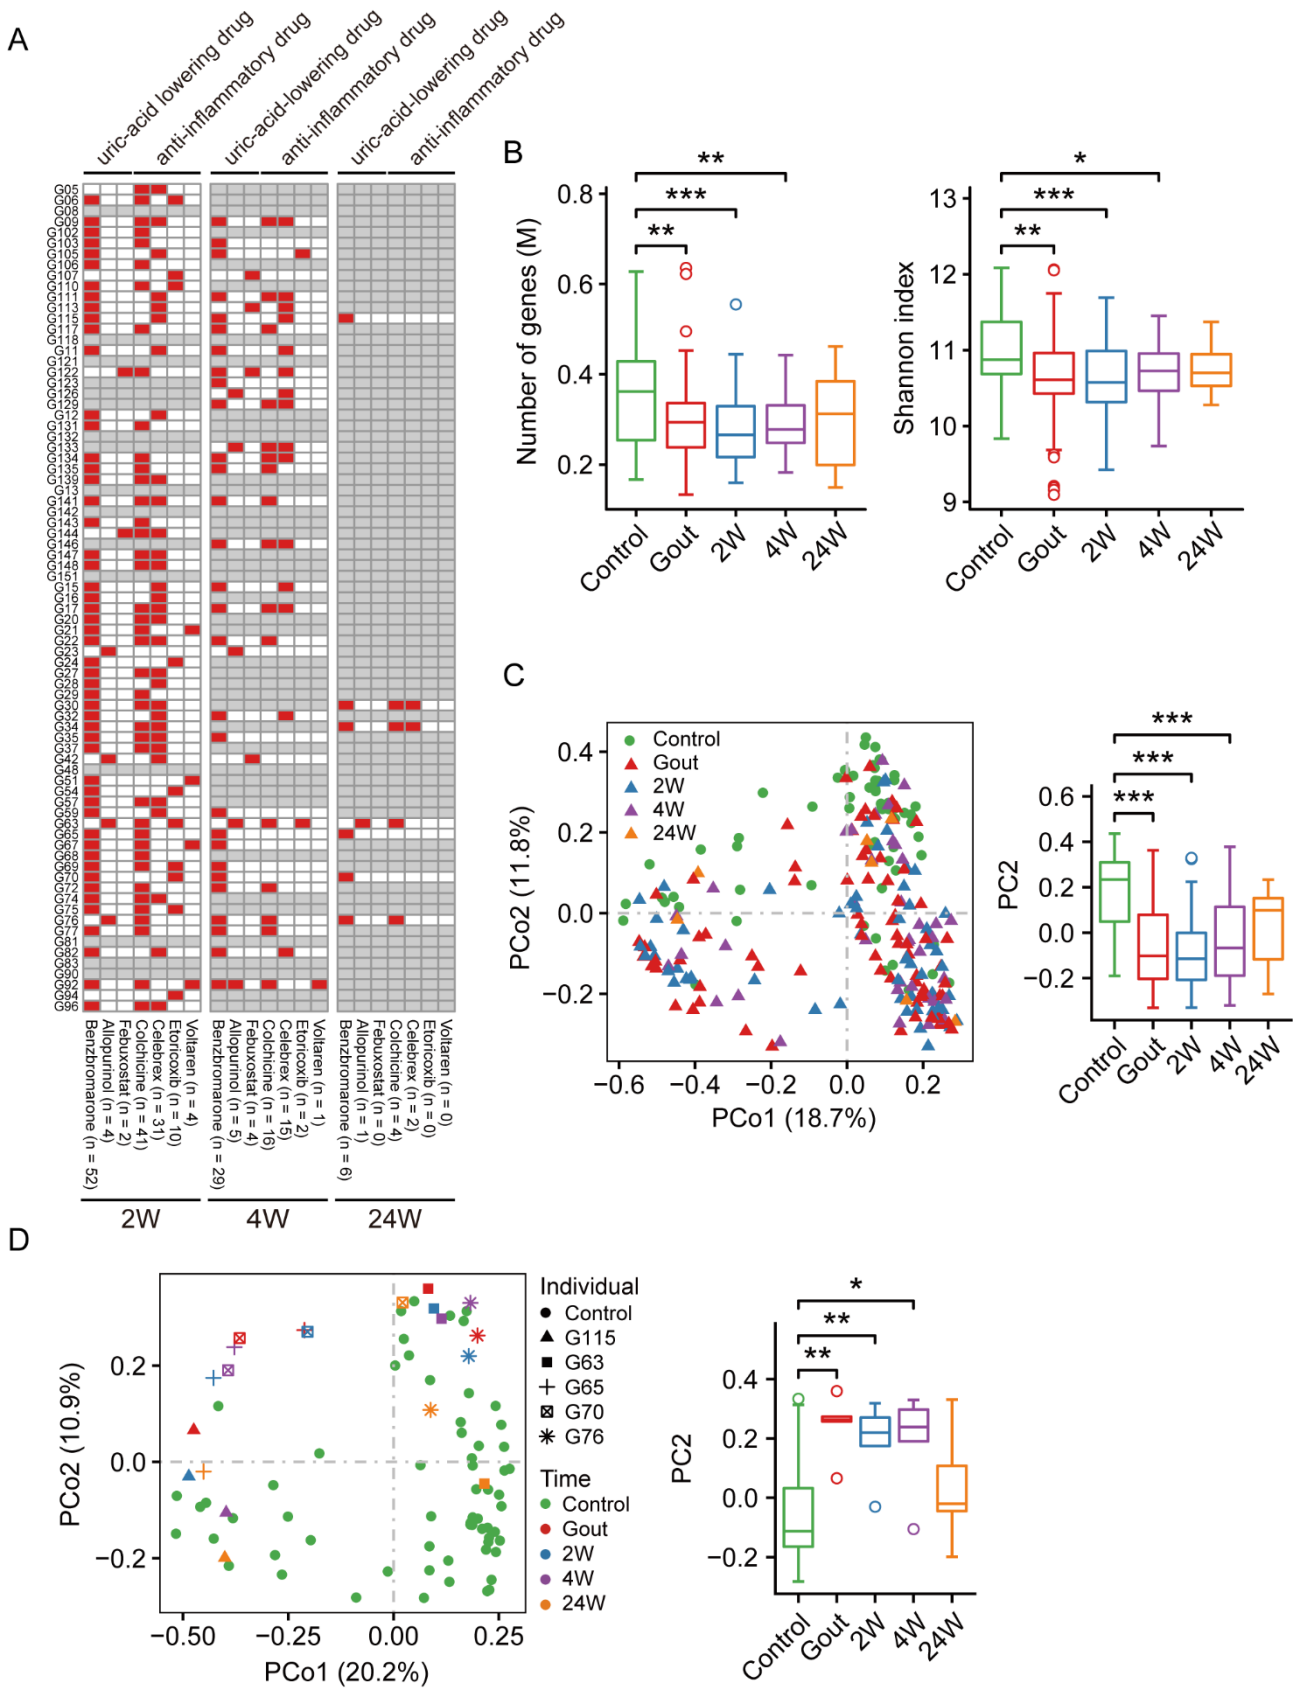 A
uric-acid lowering drug
anti-inflammatory drug
uric-acid-lowering drug
anti-inflammatory drug
uric-acid-lowering drug
anti-inflammatory drug
G05
G06
G08
G09
G102
G103
G105
G106
G107
G110
G111
G113
G115
G117
G118
G11
G121
G122
G123
G126
G129
G12
G131
G132
G133
G134
G135
G139
G13
G141
G142
G143
G144
G146
G147
G148
G151
G15
G16
G17
G20
G21
G22
G23
G24
G27
G28
G29
G30
G32
G34
G35
G37
G42
G48
G51
G54
G57
G59
G63
G65
G67
G68
G69
G70
G72
G74
G75
G76
G77
G81
G82
G83
G90
G92
G94
G96
Benzbromarone (n = 52)
Allopurinol (n = 4)
Febuxostat (n = 2)
Colchicine (n = 41)
Celebrex (n = 31)
Etoricoxib (n = 10)
Voltaren (n = 4)
Benzbromarone (n = 29)
Allopurinol (n = 5)
Febuxostat (n = 4)
Colchicine (n = 16)
Celebrex (n = 15)
Etoricoxib (n = 2)
Voltaren (n = 1)
Benzbromarone (n = 6)
Allopurinol (n = 1)
Febuxostat (n = 0)
Colchicine (n = 4)
Celebrex (n = 2)
Etoricoxib (n = 0)
Voltaren (n = 0)
2W
4W
24W
B
Number of genes (M)
0.8
0.6
0.4
0.2
**
***
**
Control
Gout
2W
4W
24W
Shannon index
13
12
11
10
9
*
***
**
Control
Gout
2W
4W
24W
C
PCo2 (11.8%)
0.4
0.2
0.0
−0.2
Control
Gout
2W
4W
24W
−0.6
−0.4
−0.2
0.0
0.2
PCo1 (18.7%)
PC2
0.6
0.4
0.2
0.0
−0.2
***
***
***
Control
Gout
2W
4W
24W
D
PCo2 (10.9%)
0.2
0.0
−0.2
−0.50
−0.25
0.00
0.25
PCo1 (20.2%)
Individual
Control
G115
G63
G65
G70
G76
Time
Control
Gout
2W
4W
24W
PC2
0.4
0.2
0.0
−0.2
*
**
**
Control
Gout
2W
4W
24W